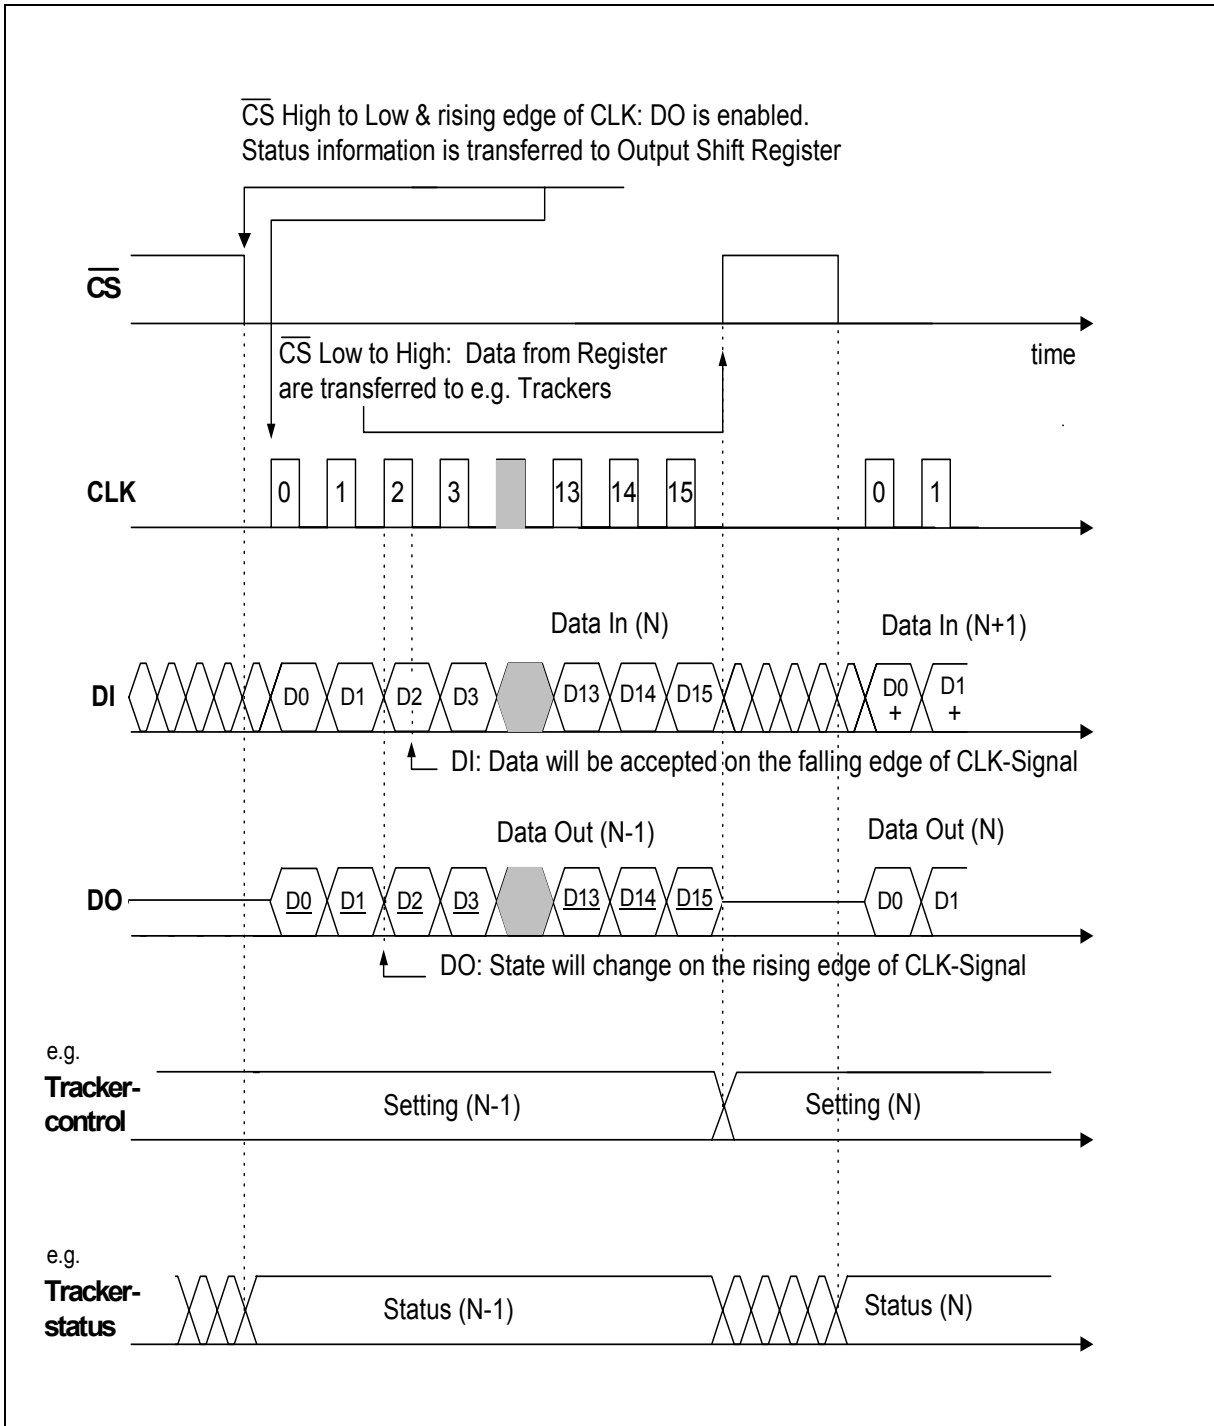 CS High to Low & rising edge of CLK: DO is enabled.
Status information is transferred to Output Shift Register
CS
CS Low to High: Data from Register
are transferred to e.g. Trackers
time
CLK
0 1 2 3 13 14 15 0 1
Data In (N) Data In (N+1)
DI
D0 D1 D2 D3 D13 D14 D15 D0 + D1 +
DI: Data will be accepted on the falling edge of CLK-Signal
Data Out (N-1) Data Out (N)
DO
D0 D1 D2 D3 D13 D14 D15 D0 D1
DO: State will change on the rising edge of CLK-Signal
e.g.
Tracker-
control
Setting (N-1) Setting (N)
e.g.
Tracker-
status
Status (N-1) Status (N)